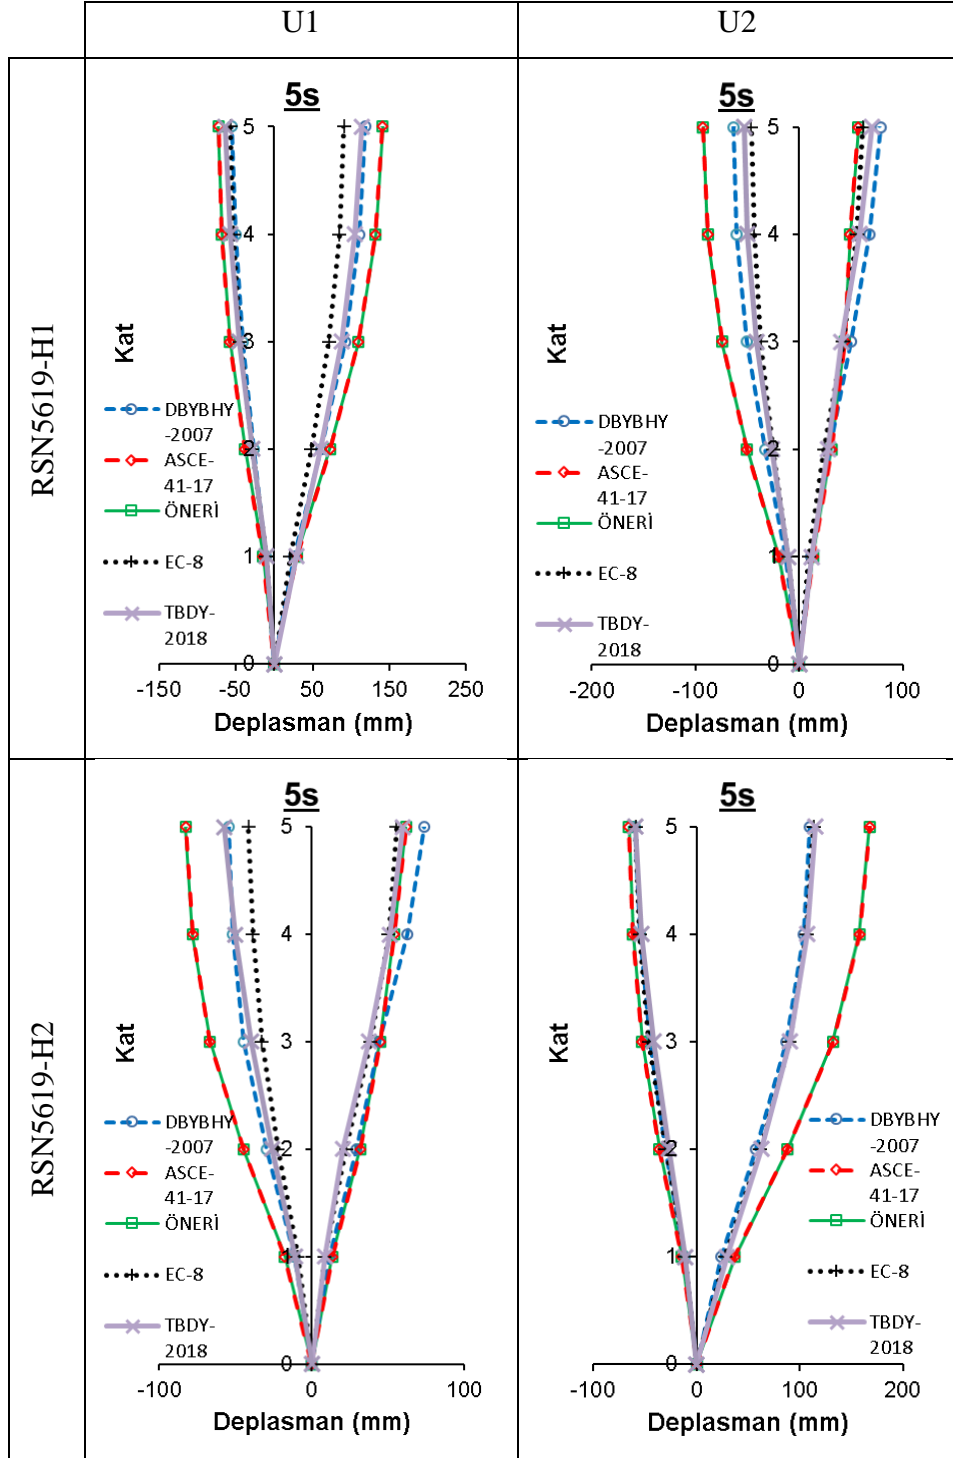 U1
U2
RSN5619-H1
5s
5
4
3
2
1
0
Kat
DBYBHY
-2007
ASCE-
41-17
ÖNERİ
EC-8
TBDY-
2018
-150
-50
50
150
250
Deplasman (mm)
5s
5
4
3
2
1
0
Kat
DBYBHY
-2007
ASCE-
41-17
ÖNERİ
EC-8
TBDY-
2018
-200
-100
0
100
Deplasman (mm)
RSN5619-H2
5s
5
4
3
2
1
0
Kat
DBYBHY
-2007
ASCE-
41-17
ÖNERİ
EC-8
TBDY-
2018
-100
0
100
Deplasman (mm)
5s
5
4
3
2
1
0
Kat
DBYBHY
-2007
ASCE-
41-17
ÖNERİ
EC-8
TBDY-
2018
-100
0
100
200
Deplasman (mm)